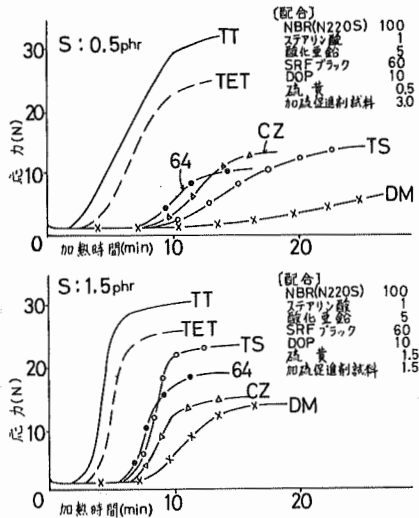 S:0.5phr
〔配合〕
NBR(N220S) 100
ステアリン酸 1
酸化亜鉛 5
SRFブラック 60
DOP 10
硫黄 0.5
加硫促進剤試料 3.0
応力(N)
30
20
10
0
10
20
加熱時間(min)
TT
TET
64
CZ
TS
DM
S:1.5phr
〔配合〕
NBR(N220S) 100
ステアリン酸 1
酸化亜鉛 5
SRFブラック 60
DOP 10
硫黄 1.5
加硫促進剤試料 1.5
応力(N)
30
20
10
0
10
20
加熱時間(min)
TT
TET
TS
64
CZ
DM